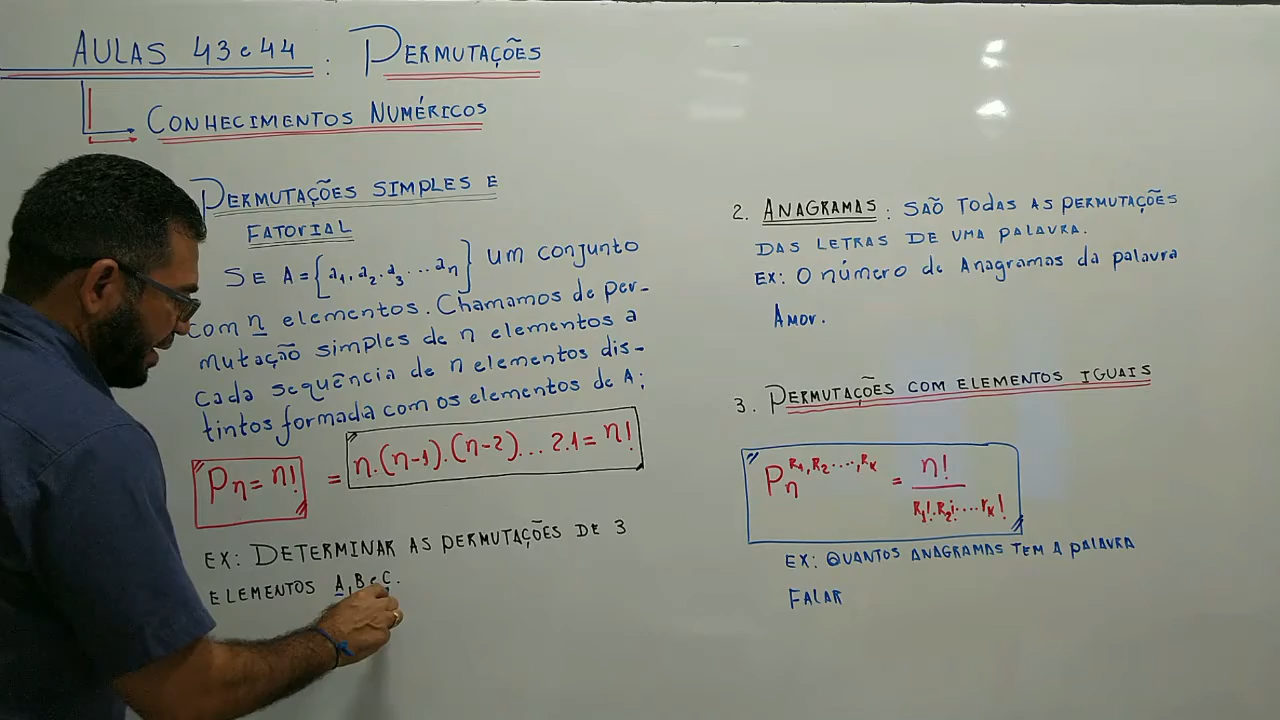 AULAS 43 e 44 : PERMUTAÇÕES
CONHECIMENTOS NUMÉRICOS
PERMUTAÇÕES SIMPLES E
FATORIAL
SE A = {a1, a2, a3 ... an} um conjunto
com n elementos. Chamamos de per-
mutação simples de n elementos a
cada sequência de n elementos dis-
tintos formada com os elementos de A;
Pn = n! = n.(n-1).(n-2)... 2.1 = n!
EX: DETERMINAR AS PERMUTAÇÕES DE 3
ELEMENTOS A, B e C.
2. ANAGRAMAS : SÃO TODAS AS PERMUTAÇÕES
DAS LETRAS DE UMA PALAVRA.
EX: O número de Anagramas da palavra
Amor.
3. PERMUTAÇÕES COM ELEMENTOS IGUAIS
Pn^R1, R2 ..., RK = n! / R1!.R2!....rK!
EX: QUANTOS ANAGRAMAS TEM A PALAVRA
FALAR